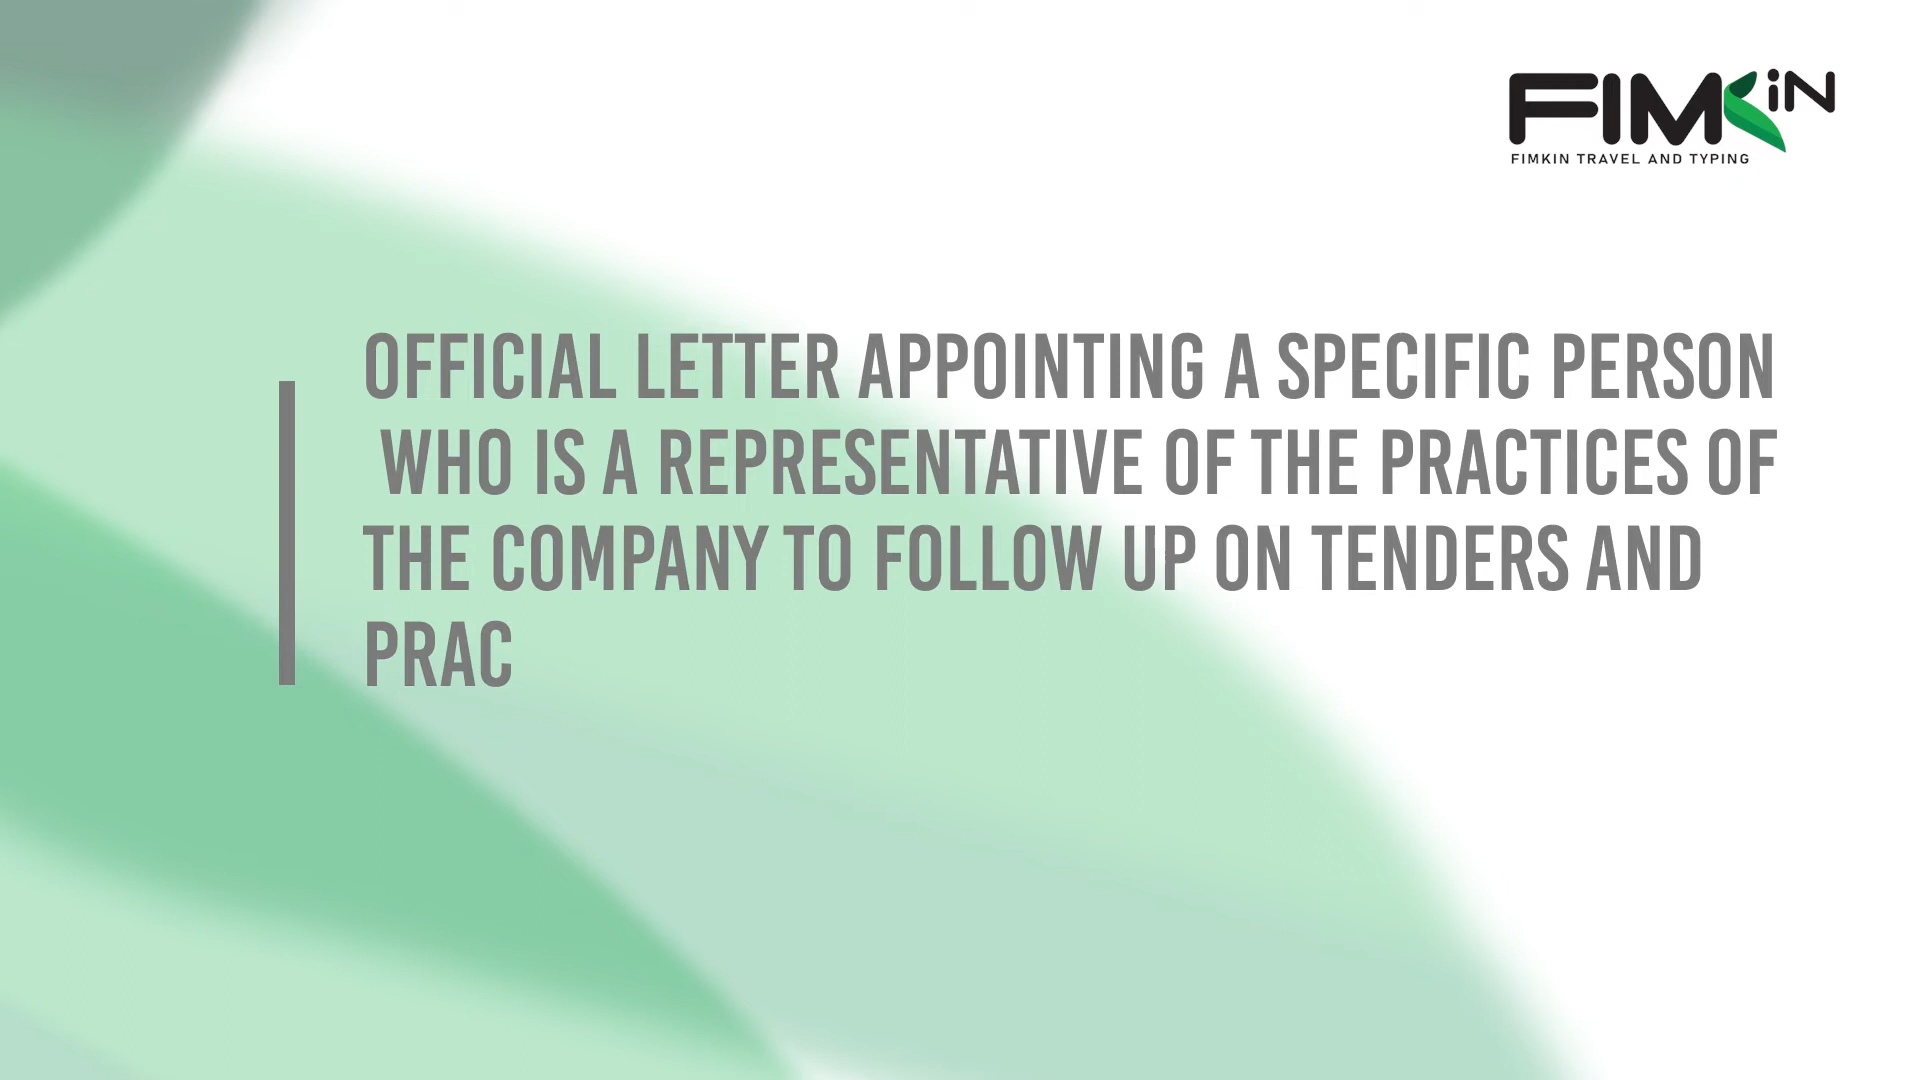 FIMKIN
FIMKIN TRAVEL AND TYPING
OFFICIAL LETTER APPOINTING A SPECIFIC PERSON
WHO IS A REPRESENTATIVE OF THE PRACTICES OF
THE COMPANY TO FOLLOW UP ON TENDERS AND
PRAC